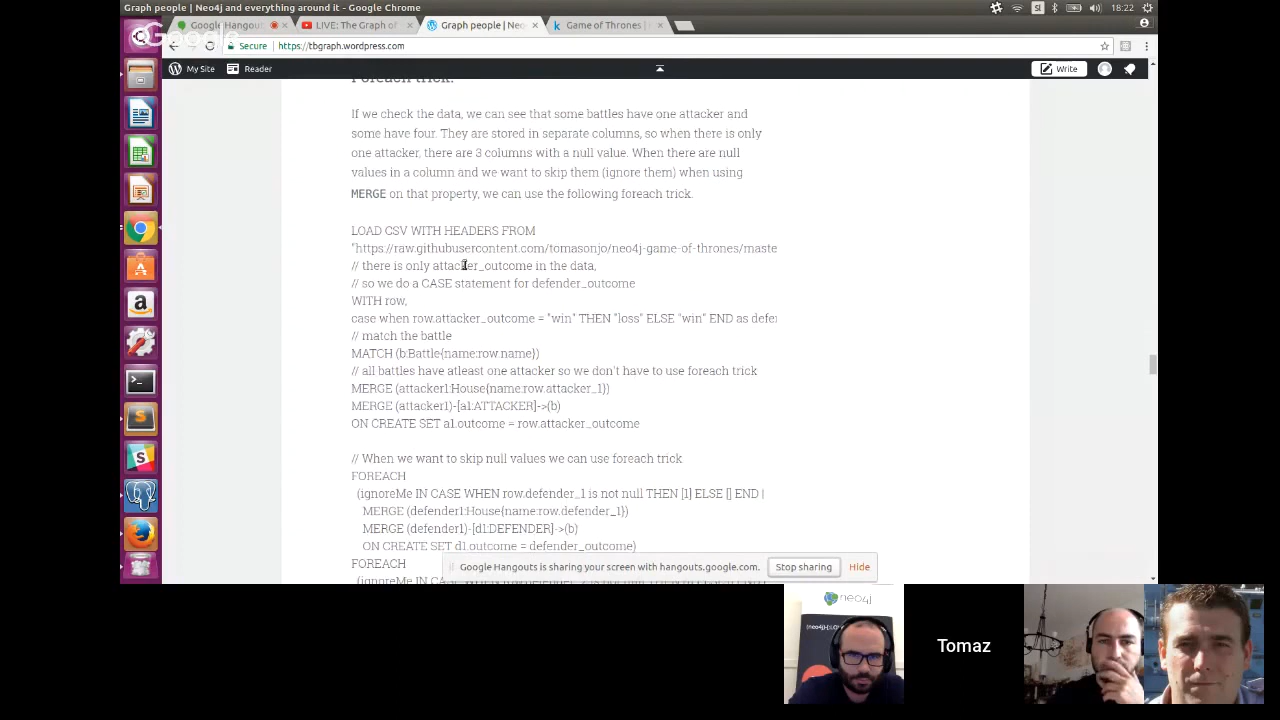 Neo4j and everything around it - Google Chrome
SI
18:22
Google
Google Hangout
LIVE: The Graph of
Graph people | Neo
Game of Thrones |
Secure
https://tbgraph.wordpress.com
My Site
Reader
Write
Foreach trick:
If we check the data, we can see that some battles have one attacker and
some have four. They are stored in separate columns, so when there is only
one attacker, there are 3 columns with a null value. When there are null
values in a column and we want to skip them (ignore them) when using
MERGE on that property, we can use the following foreach trick.
LOAD CSV WITH HEADERS FROM
"https://raw.githubusercontent.com/tomasonjo/neo4j-game-of-thrones/maste
// there is only attacker_outcome in the data,
// so we do a CASE statement for defender_outcome
WITH row,
case when row.attacker_outcome = "win" THEN "loss" ELSE "win" END as defe
// match the battle
MATCH (b:Battle{name:row.name})
// all battles have atleast one attacker so we don't have to use foreach trick
MERGE (attacker1:House{name:row.attacker_1})
MERGE (attacker1)-[a1:ATTACKER]->(b)
ON CREATE SET a1.outcome = row.attacker_outcome
// When we want to skip null values we can use foreach trick
FOREACH
(ignoreMe IN CASE WHEN row.defender_1 is not null THEN [1] ELSE [] END |
MERGE (defender1:House{name:row.defender_1})
MERGE (defender1)-[d1:DEFENDER]->(b)
ON CREATE SET d1.outcome = defender_outcome)
FOREACH
Google Hangouts is sharing your screen with hangouts.google.com.
Stop sharing
Hide
neo4j
Tomaz